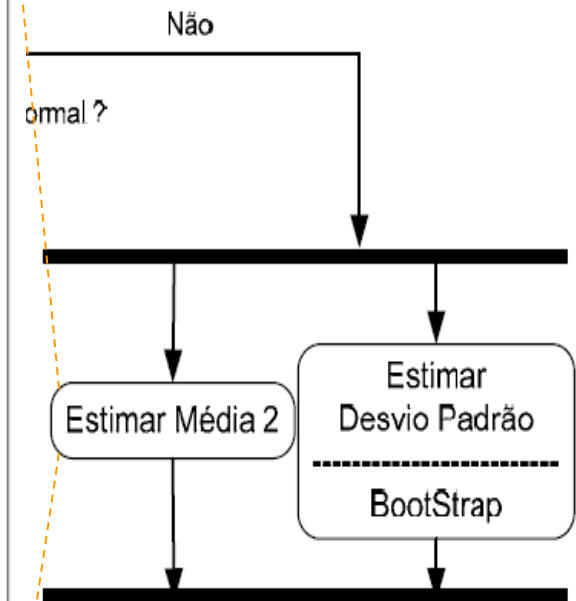 Não
ormal ?
Estimar Média 2
Estimar
Desvio Padrão
BootStrap